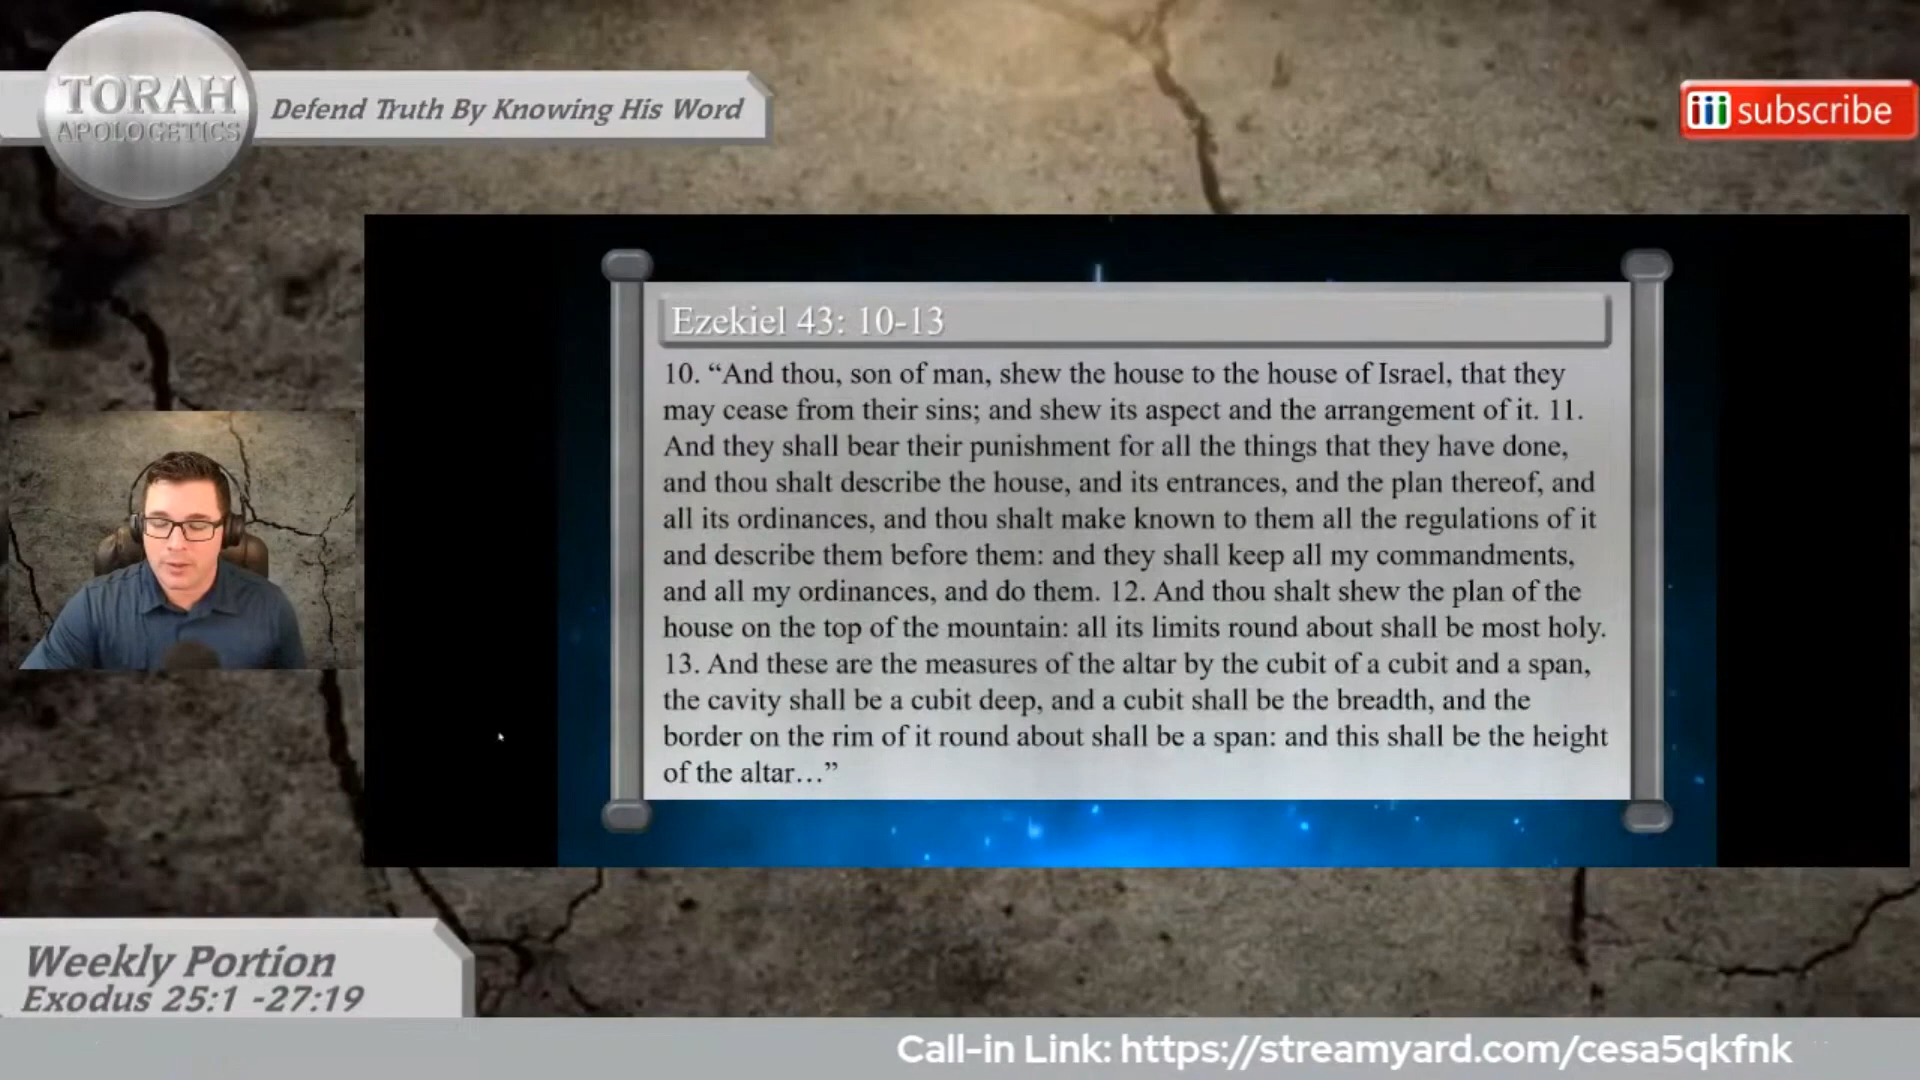 TORAH
APOLOGETICS
Defend Truth By Knowing His Word
subscribe
Ezekiel 43: 10-13
10. “And thou, son of man, shew the house to the house of Israel, that they
may cease from their sins; and shew its aspect and the arrangement of it. 11.
And they shall bear their punishment for all the things that they have done,
and thou shalt describe the house, and its entrances, and the plan thereof, and
all its ordinances, and thou shalt make known to them all the regulations of it
and describe them before them: and they shall keep all my commandments,
and all my ordinances, and do them. 12. And thou shalt shew the plan of the
house on the top of the mountain: all its limits round about shall be most holy.
13. And these are the measures of the altar by the cubit of a cubit and a span,
the cavity shall be a cubit deep, and a cubit shall be the breadth, and the
border on the rim of it round about shall be a span: and this shall be the height
of the altar…”
Weekly Portion
Exodus 25:1 -27:19
Call-in Link: https://streamyard.com/cesa5qkfnk